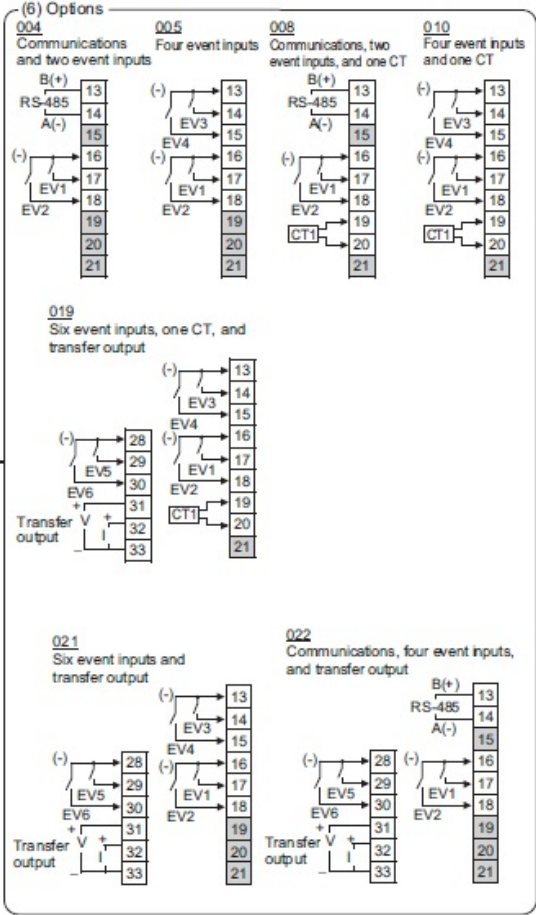 (6) Options
004
Communications
and two event inputs
B(+)
RS-485
A(-)
13
14
15
(-)
EV1
EV2
16
17
18
19
20
21
005
Four event inputs
(-)
EV3
EV4
13
14
15
(-)
EV1
EV2
16
17
18
19
20
21
008
Communications, two
event inputs, and one CT
B(+)
RS-485
A(-)
13
14
15
(-)
EV1
EV2
16
17
18
CT1
19
20
21
010
Four event inputs
and one CT
(-)
EV3
EV4
13
14
15
(-)
EV1
EV2
16
17
18
CT1
19
20
21
019
Six event inputs, one CT, and
transfer output
(-)
EV5
EV6
28
29
30
Transfer
output
+
V
+
I
–
31
32
33
(-)
EV3
EV4
13
14
15
(-)
EV1
EV2
16
17
18
CT1
19
20
21
021
Six event inputs and
transfer output
(-)
EV5
EV6
28
29
30
Transfer
output
+
V
+
I
–
31
32
33
(-)
EV3
EV4
13
14
15
(-)
EV1
EV2
16
17
18
19
20
21
022
Communications, four event inputs,
and transfer output
(-)
EV5
EV6
28
29
30
Transfer
output
+
V
+
I
–
31
32
33
B(+)
RS-485
A(-)
13
14
15
(-)
EV1
EV2
16
17
18
19
20
21